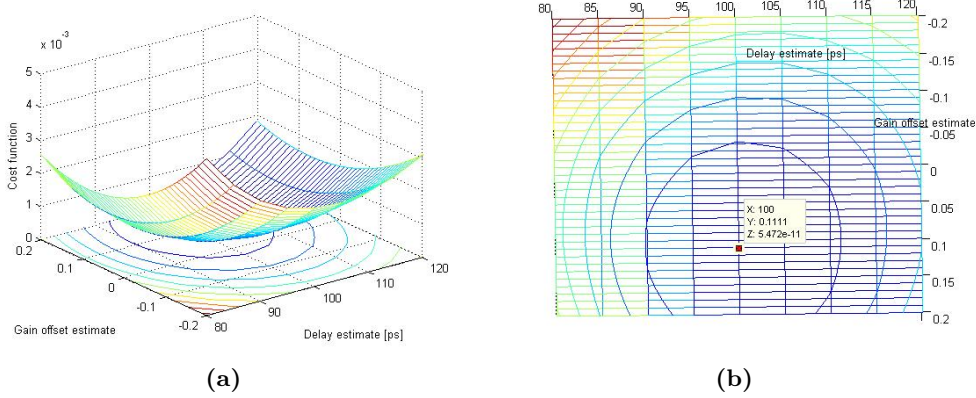 x 10⁻³
5
4
3
2
1
0
Cost function
0.2
0.1
0
-0.1
-0.2
Gain offset estimate
80
90
100
110
120
Delay estimate [ps]
(a)
80 85 90 95 100 105 110 115 120
Delay estimate [ps]
-0.2
-0.15
-0.1
Gain offset estimate
-0.05
0
0.05
0.1
0.15
0.2
X: 100
Y: 0.1111
Z: 5.472e-11
(b)